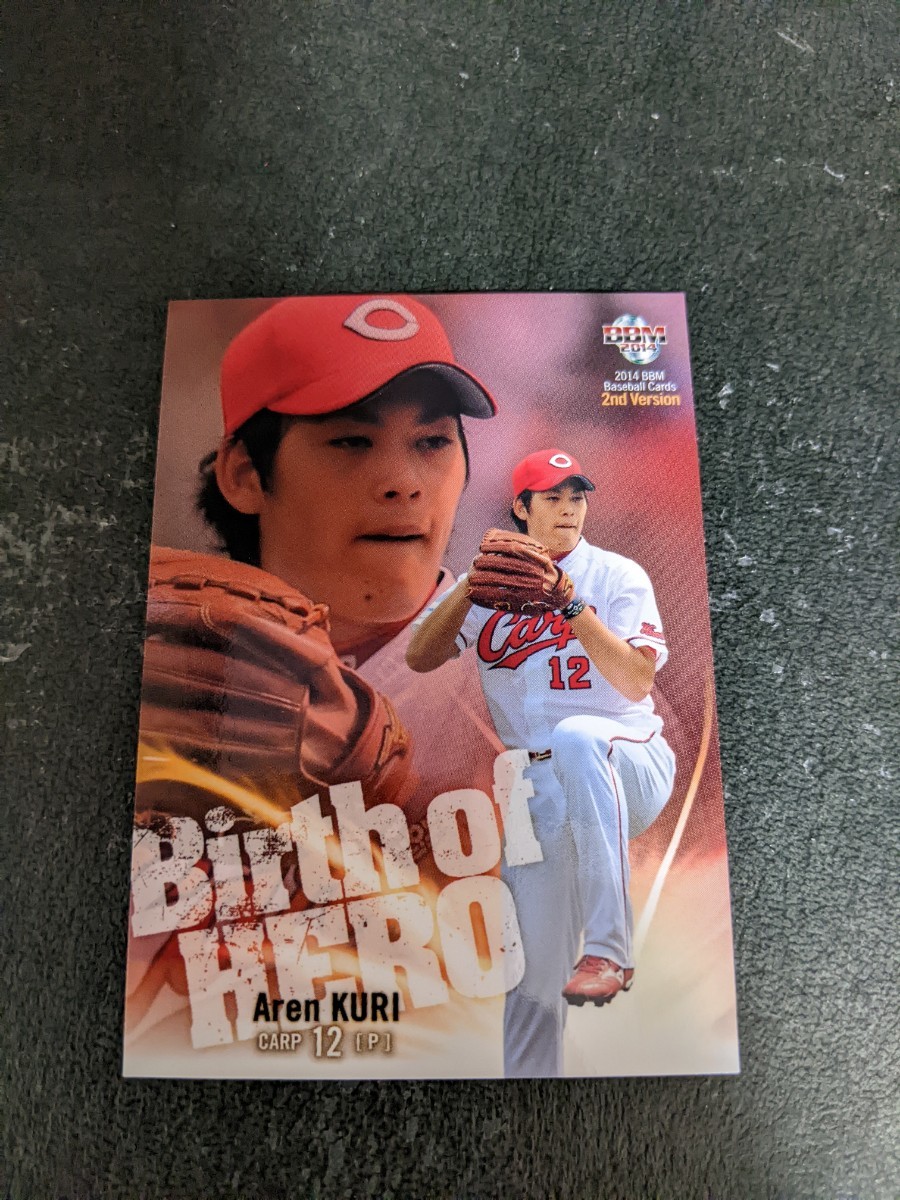 BBM
2014
2014 BBM
Baseball Cards
2nd Version
Carp
12
Birth of
HERO
Aren KURI
CARP 12 [P]